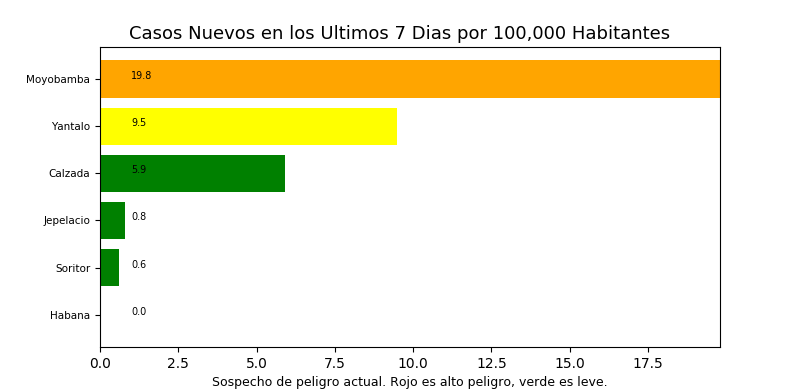 Casos Nuevos en los Ultimos 7 Dias por 100,000 Habitantes
Moyobamba 19.8
Yantalo 9.5
Calzada 5.9
Jepelacio 0.8
Soritor 0.6
Habana 0.0
0.0 2.5 5.0 7.5 10.0 12.5 15.0 17.5
Sospecho de peligro actual. Rojo es alto peligro, verde es leve.